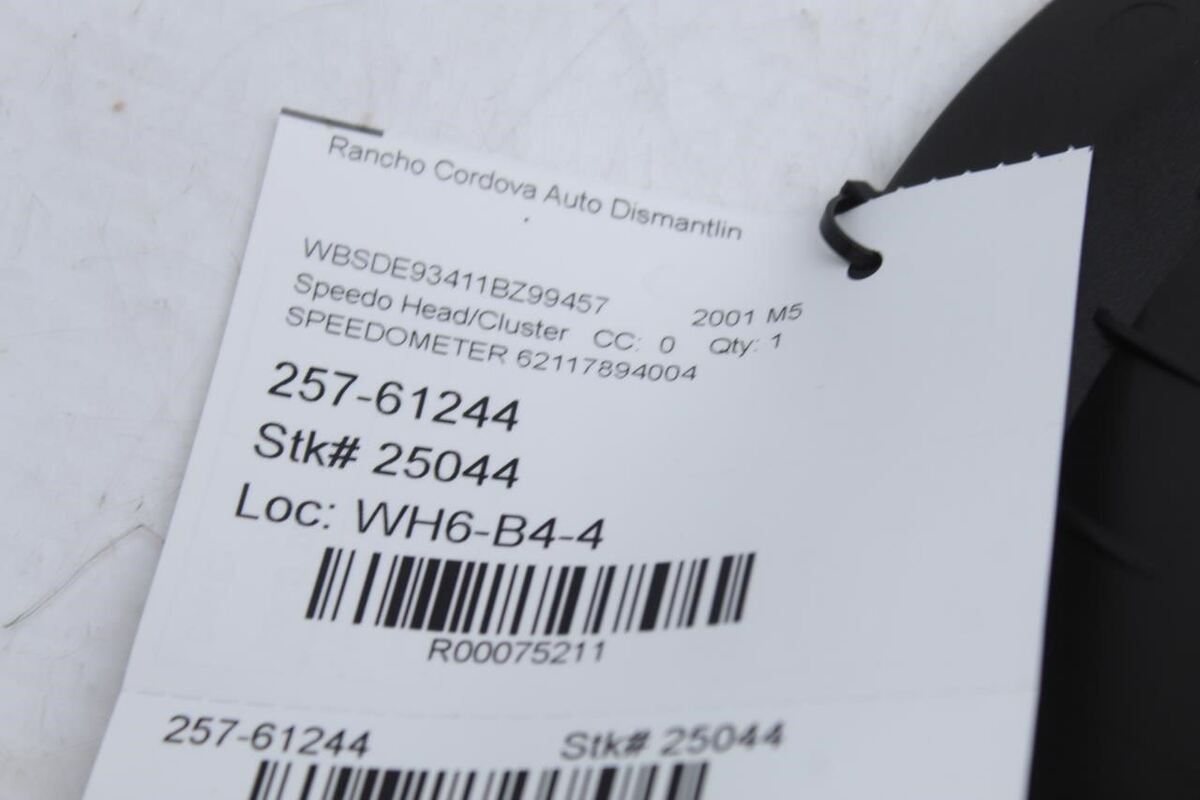 Rancho Cordova Auto Dismantlin
WBSDE93411BZ99457 2001 M5
Speedo Head/Cluster CC: 0 Qty: 1
SPEEDOMETER 62117894004
257-61244
Stk# 25044
Loc: WH6-B4-4
R00075211
257-61244 Stk# 25044